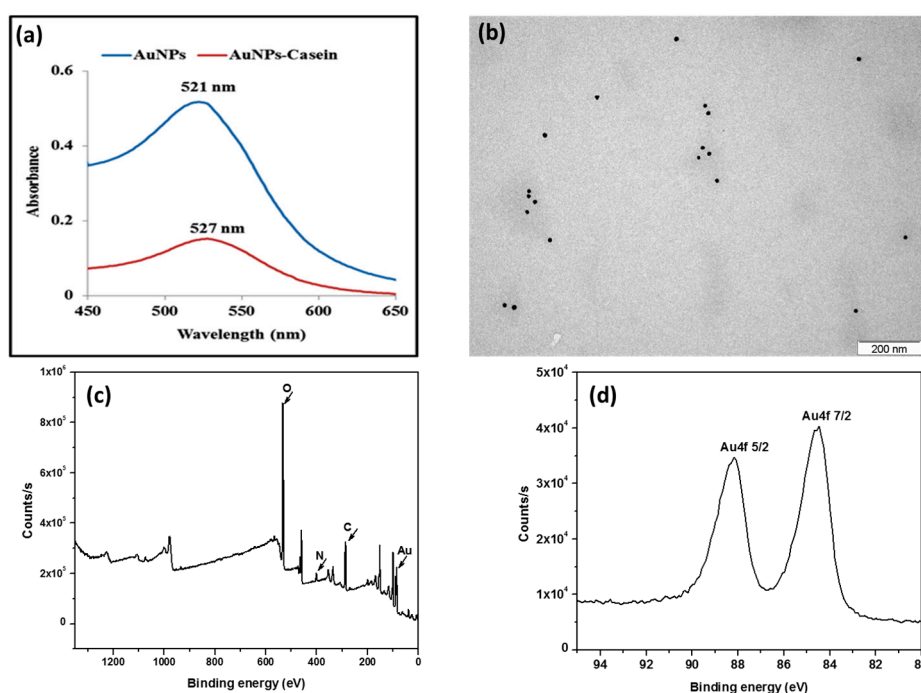 (a)
AuNPs AuNPs-Casein
0.6
521 nm
0.4
Absorbance
0.2
527 nm
0
450 500 550 600 650
Wavelength (nm)
(b)
200 nm
(c)
1x10⁶
O
8x10⁵
6x10⁵
Counts/s
4x10⁵
N
C
Au
2x10⁵
0
1200 1000 800 600 400 200 0
Binding energy (eV)
(d)
5x10⁴
Au4f 7/2
Au4f 5/2
4x10⁴
3x10⁴
Counts/s
2x10⁴
1x10⁴
0
95 94 92 90 88 86 84 82
Binding energy (eV)